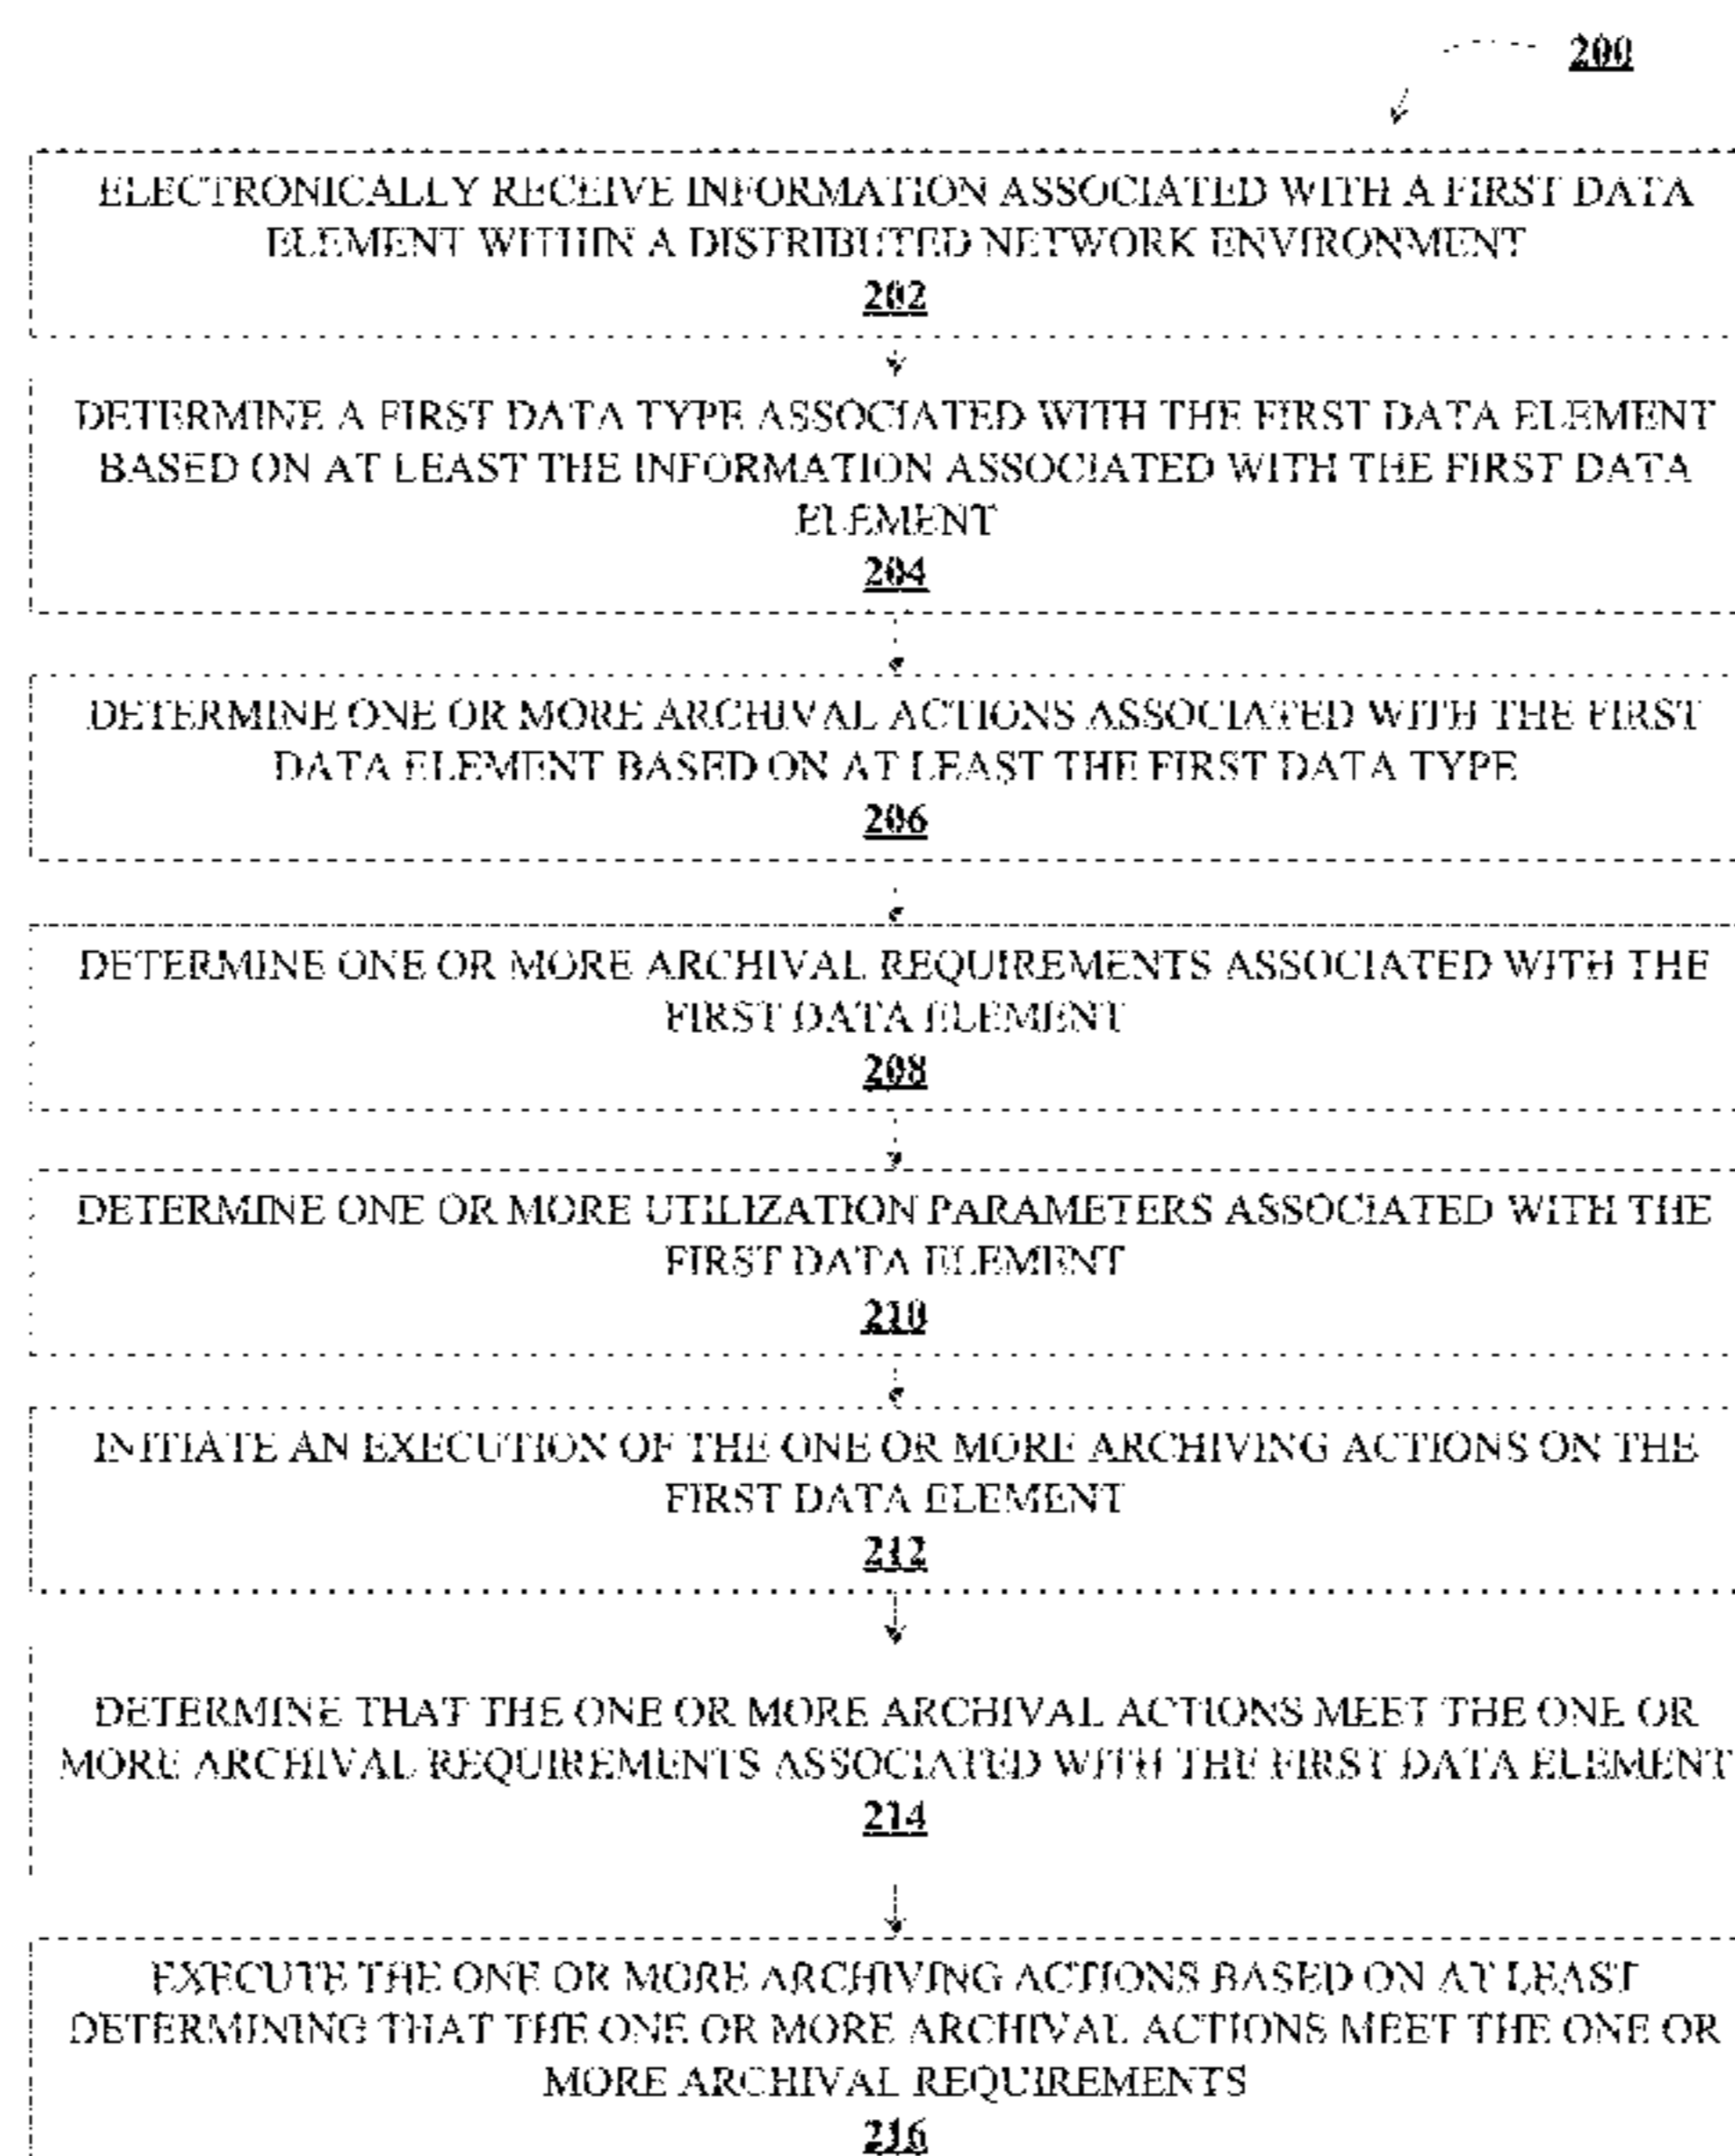 200
ELECTRONICALLY RECEIVE INFORMATION ASSOCIATED WITH A FIRST DATA
ELEMENT WITHIN A DISTRIBUTED NETWORK ENVIRONMENT
202
DETERMINE A FIRST DATA TYPE ASSOCIATED WITH THE FIRST DATA ELEMENT
BASED ON AT LEAST THE INFORMATION ASSOCIATED WITH THE FIRST DATA
ELEMENT
204
DETERMINE ONE OR MORE ARCHIVAL ACTIONS ASSOCIATED WITH THE FIRST
DATA ELEMENT BASED ON AT LEAST THE FIRST DATA TYPE
206
DETERMINE ONE OR MORE ARCHIVAL REQUIREMENTS ASSOCIATED WITH THE
FIRST DATA ELEMENT
208
DETERMINE ONE OR MORE UTILIZATION PARAMETERS ASSOCIATED WITH THE
FIRST DATA ELEMENT
210
INITIATE AN EXECUTION OF THE ONE OR MORE ARCHIVING ACTIONS ON THE
FIRST DATA ELEMENT
212
DETERMINE THAT THE ONE OR MORE ARCHIVAL ACTIONS MEET THE ONE OR
MORE ARCHIVAL REQUIREMENTS ASSOCIATED WITH THE FIRST DATA ELEMENT
214
EXECUTE THE ONE OR MORE ARCHIVING ACTIONS BASED ON AT LEAST
DETERMINING THAT THE ONE OR MORE ARCHIVAL ACTIONS MEET THE ONE OR
MORE ARCHIVAL REQUIREMENTS
216